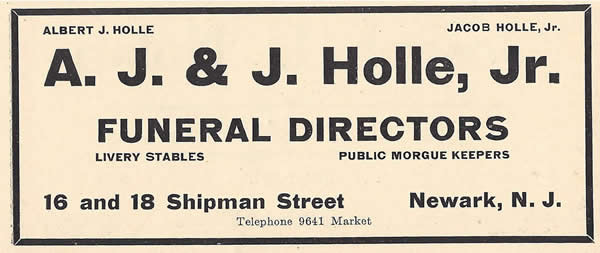 ALBERT J. HOLLE JACOB HOLLE, Jr.
A. J. & J. Holle, Jr.
FUNERAL DIRECTORS
LIVERY STABLES PUBLIC MORGUE KEEPERS
16 and 18 Shipman Street Newark, N. J.
Telephone 9641 Market